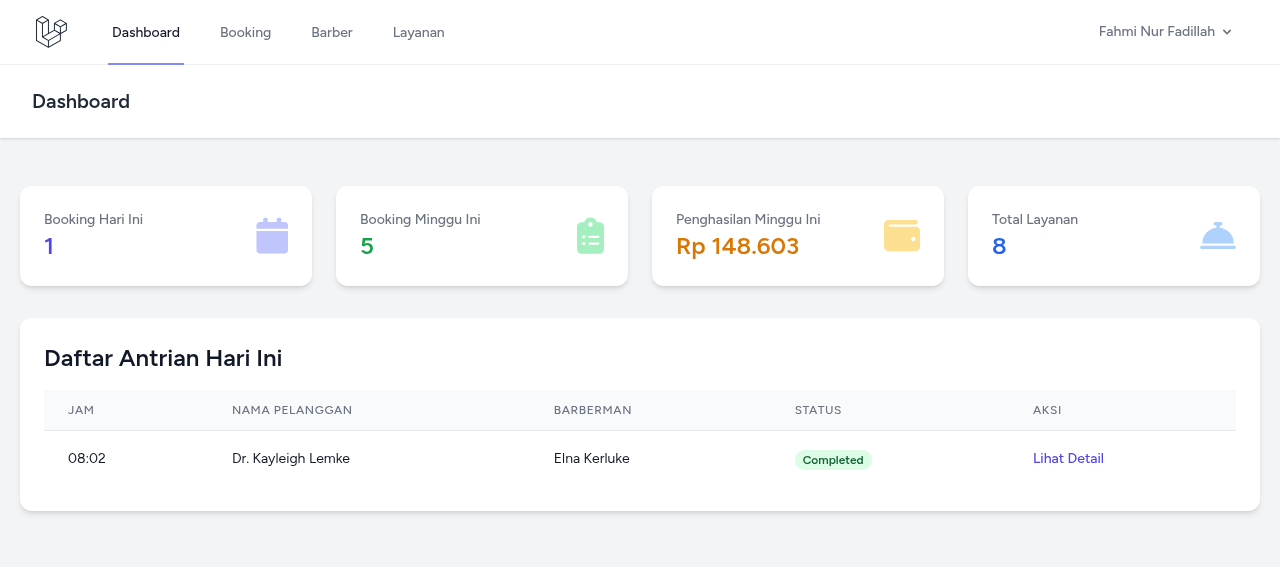 Dashboard Booking Barber Layanan Fahmi Nur Fadillah
Dashboard
Booking Hari Ini
1
Booking Minggu Ini
5
Penghasilan Minggu Ini
Rp 148.603
Total Layanan
8
Daftar Antrian Hari Ini
JAM NAMA PELANGGAN BARBERMAN STATUS AKSI
08:02 Dr. Kayleigh Lemke Elna Kerluke Completed Lihat Detail